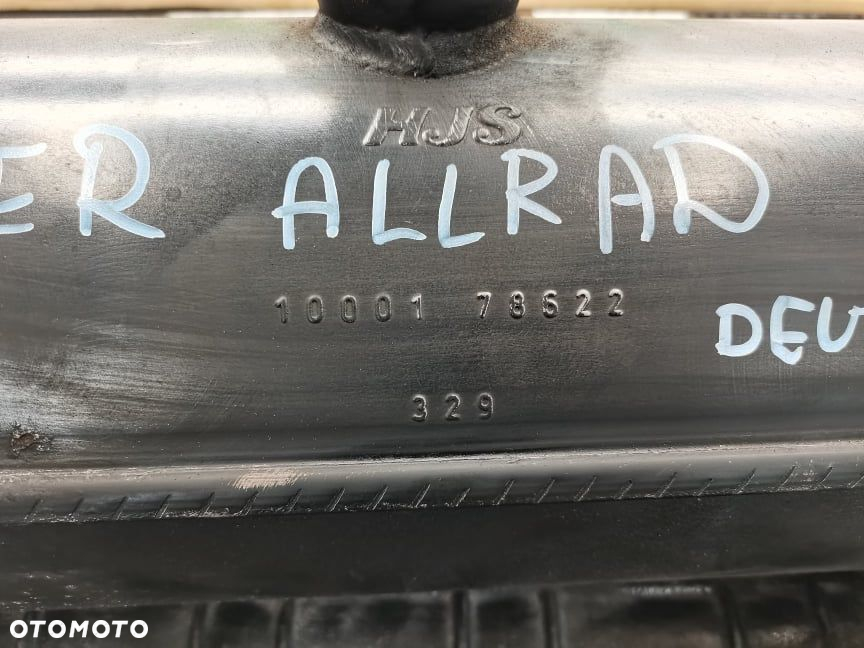 HJS
ER ALLRAD
10001 78622
DEU
329
OTOMOTO